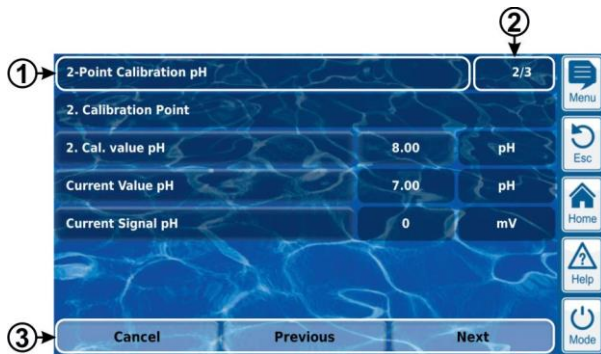 2
1
2-Point Calibration pH 2/3
Menu
2. Calibration Point
2. Cal. value pH 8.00 pH
Esc
Current Value pH 7.00 pH
Home
Current Signal pH 0 mV
?
Help
3
Cancel Previous Next
Mode